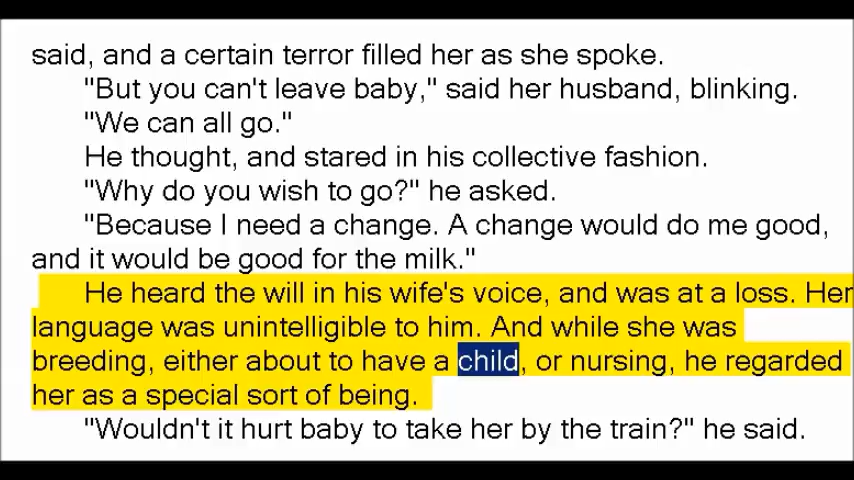 said, and a certain terror filled her as she spoke.
"But you can't leave baby," said her husband, blinking.
"We can all go."
He thought, and stared in his collective fashion.
"Why do you wish to go?" he asked.
"Because I need a change. A change would do me good,
and it would be good for the milk."
He heard the will in his wife's voice, and was at a loss. Her
language was unintelligible to him. And while she was
breeding, either about to have a child, or nursing, he regarded
her as a special sort of being.
"Wouldn't it hurt baby to take her by the train?" he said.